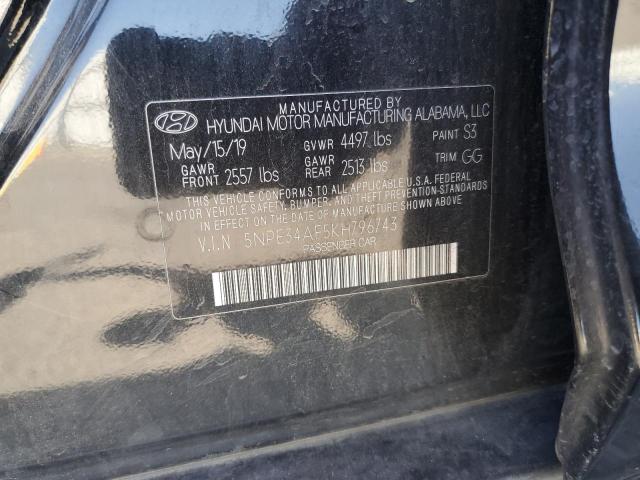 MANUFACTURED BY
HYUNDAI MOTOR MANUFACTURING ALABAMA, LLC
May/15/19 GVWR 4497 lbs PAINT S3
GAWR FRONT 2557 lbs GAWR REAR 2513 lbs TRIM GG
THIS VEHICLE CONFORMS TO ALL APPLICABLE U.S.A. FEDERAL
MOTOR VEHICLE SAFETY, BUMPER, AND THEFT PREVENTION STANDARDS
IN EFFECT ON THE DATE OF MANUFACTURE SHOWN ABOVE
V.I.N 5NPE34AF5KH796743
PASSENGER CAR